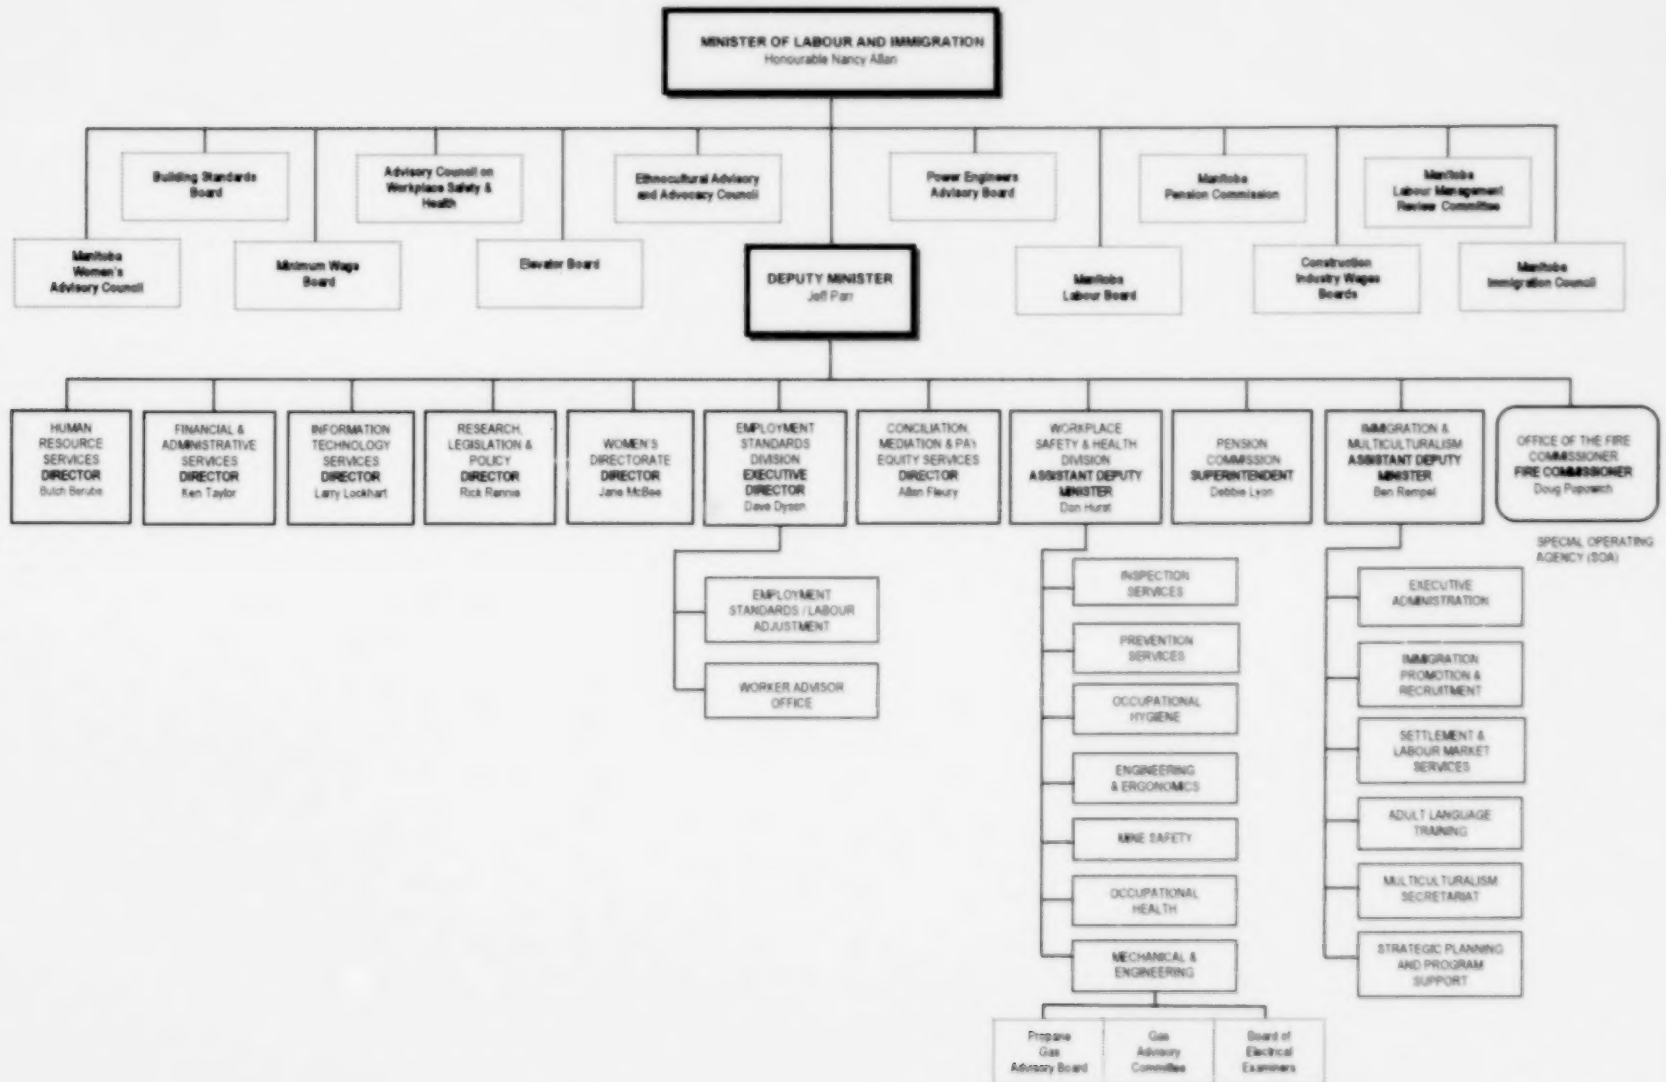 MINISTER OF LABOUR AND IMMIGRATION
Honourable Nancy Allan
Building Standards
Board
Advisory Council on
Workplace Safety &
Health
Ethnocultural Advisory
and Advocacy Council
Power Engineers
Advisory Board
Manitoba
Pension Commission
Manitoba
Labour Management
Review Committee
Manitoba
Women's
Advisory Council
Minimum Wage
Board
Elevator Board
DEPUTY MINISTER
Jeff Parr
Manitoba
Labour Board
Construction
Industry Wages
Boards
Manitoba
Immigration Council
HUMAN
RESOURCE
SERVICES
DIRECTOR
Butch Berube
FINANCIAL &
ADMINISTRATIVE
SERVICES
DIRECTOR
Ken Taylor
INFORMATION
TECHNOLOGY
SERVICES
DIRECTOR
Larry Lockhart
RESEARCH,
LEGISLATION &
POLICY
DIRECTOR
Rick Rennie
WOMEN'S
DIRECTORATE
DIRECTOR
Jane McBee
EMPLOYMENT
STANDARDS
DIVISION
EXECUTIVE
DIRECTOR
Dave Dyson
CONCILIATION,
MEDIATION & PAY
EQUITY SERVICES
DIRECTOR
Allan Fleury
WORKPLACE
SAFETY & HEALTH
DIVISION
ASSISTANT DEPUTY
MINISTER
Don Hurst
PENSION
COMMISSION
SUPERINTENDENT
Debbie Lyon
IMMIGRATION &
MULTICULTURALISM
ASSISTANT DEPUTY
MINISTER
Ben Rempel
OFFICE OF THE FIRE
COMMISSIONER
FIRE COMMISSIONER
Doug Popowich
SPECIAL OPERATING
AGENCY (SOA)
EMPLOYMENT
STANDARDS / LABOUR
ADJUSTMENT
WORKER ADVISOR
OFFICE
INSPECTION
SERVICES
PREVENTION
SERVICES
OCCUPATIONAL
HYGIENE
ENGINEERING
& ERGONOMICS
MINE SAFETY
OCCUPATIONAL
HEALTH
MECHANICAL &
ENGINEERING
Propane
Gas
Advisory Board
Gas
Advisory
Committee
Board of
Electrical
Examiners
EXECUTIVE
ADMINISTRATION
IMMIGRATION
PROMOTION &
RECRUITMENT
SETTLEMENT &
LABOUR MARKET
SERVICES
ADULT LANGUAGE
TRAINING
MULTICULTURALISM
SECRETARIAT
STRATEGIC PLANNING
AND PROGRAM
SUPPORT